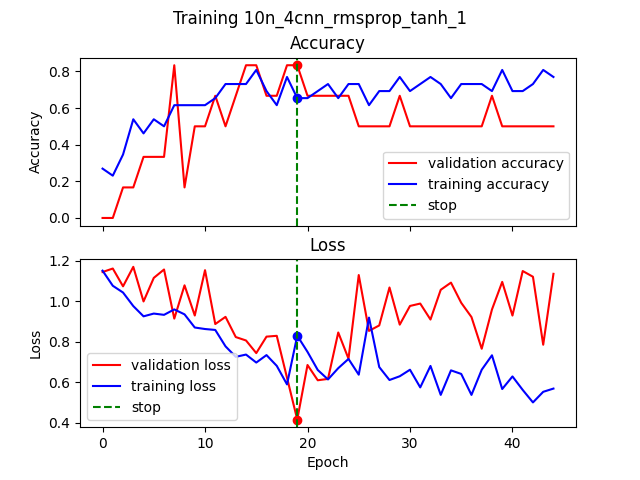 Training 10n_4cnn_rmsprop_tanh_1
Accuracy
0.8
0.6
0.4
0.2
0.0
Accuracy
validation accuracy
training accuracy
stop
Loss
1.2
1.0
0.8
0.6
0.4
Loss
validation loss
training loss
stop
0 10 20 30 40
Epoch